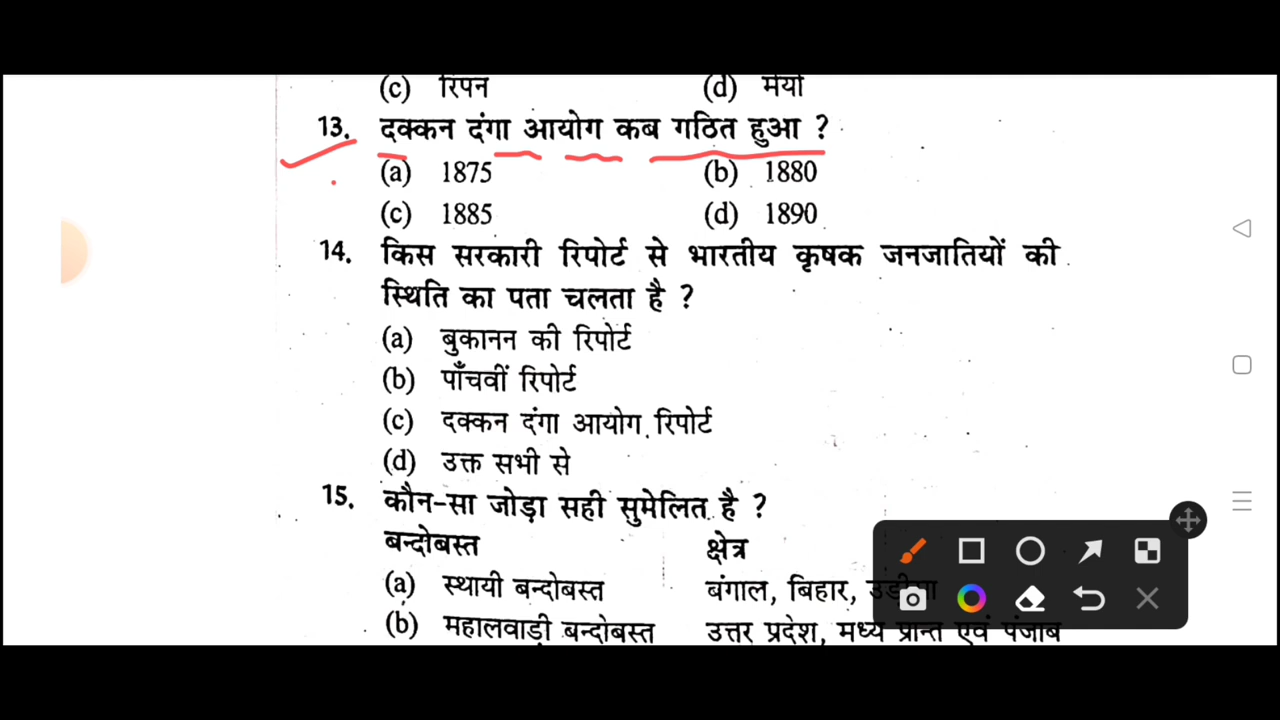 (c) रिपन (d) मेयो
13. दक्कन दंगा आयोग कब गठित हुआ ?
(a) 1875 (b) 1880
(c) 1885 (d) 1890
14. किस सरकारी रिपोर्ट से भारतीय कृषक जनजातियों की
स्थिति का पता चलता है ?
(a) बुकानन की रिपोर्ट
(b) पाँचवीं रिपोर्ट
(c) दक्कन दंगा आयोग रिपोर्ट
(d) उक्त सभी से
15. कौन-सा जोड़ा सही सुमेलित है ?
बन्दोबस्त क्षेत्र
(a) स्थायी बन्दोबस्त बंगाल, बिहार, उड़ीसा
(b) महालवाड़ी बन्दोबस्त उत्तर प्रदेश, मध्य प्रान्त एवं पंजाब